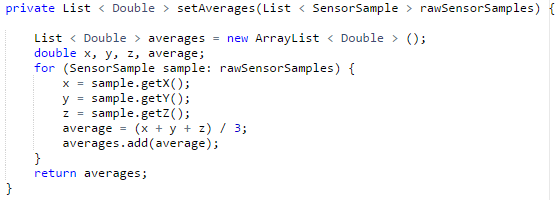 private List < Double > setAverages(List < SensorSample > rawSensorSamples) {
List < Double > averages = new ArrayList < Double > ();
double x, y, z, average;
for (SensorSample sample: rawSensorSamples) {
x = sample.getX();
y = sample.getY();
z = sample.getZ();
average = (x + y + z) / 3;
averages.add(average);
}
return averages;
}